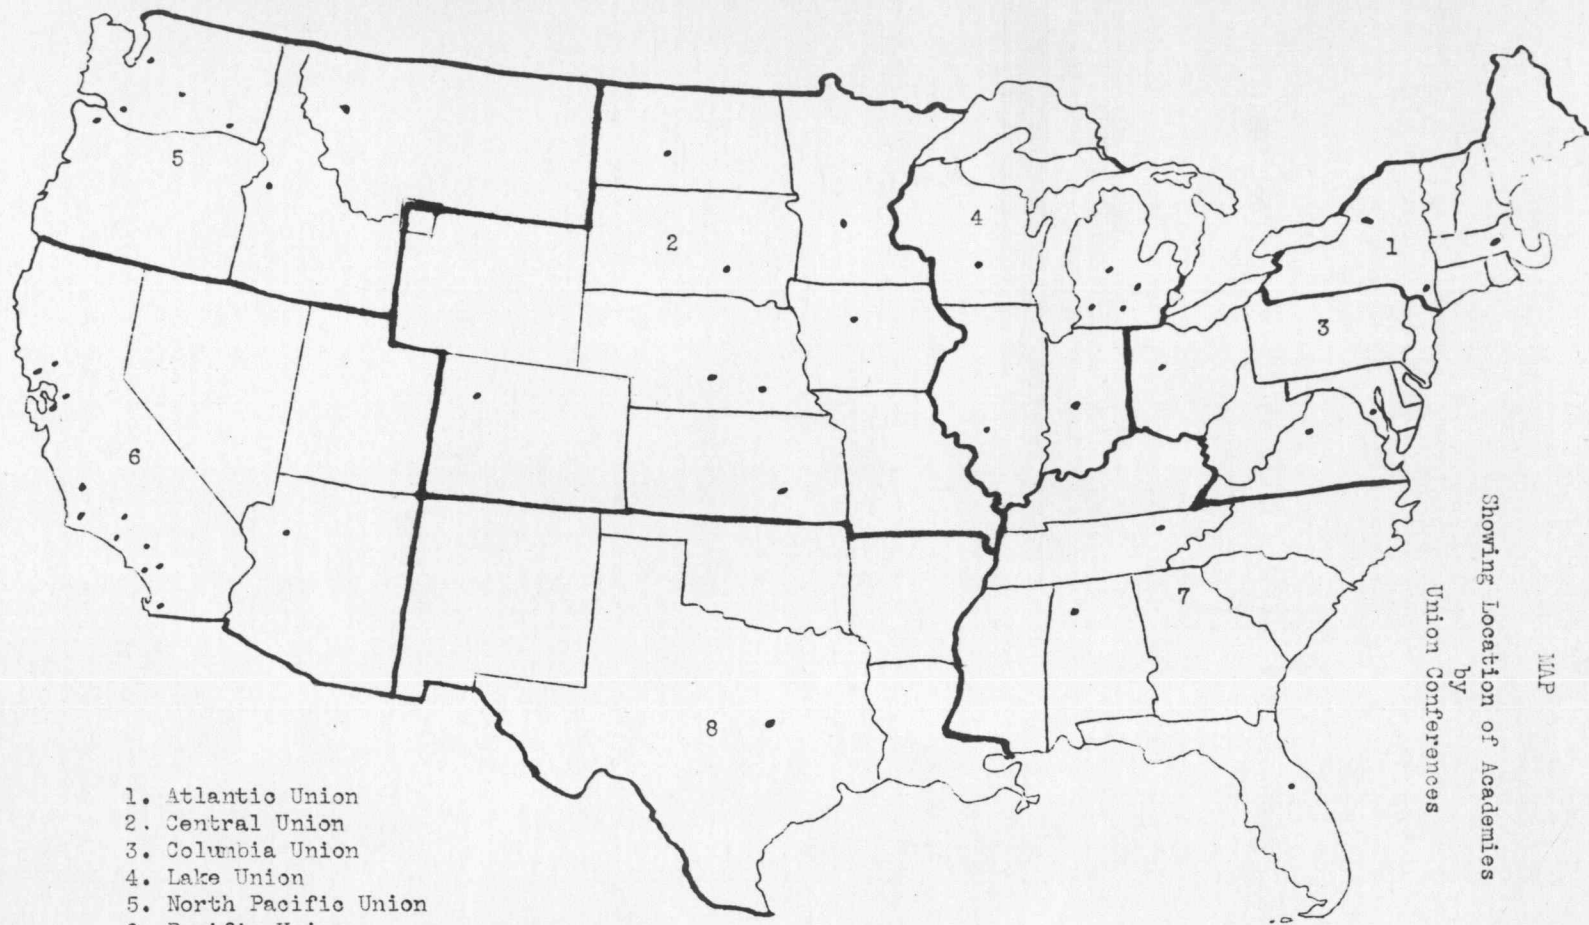 MAP
Showing Location of Academies
by
Union Conferences
5
2
4
1
3
6
7
8
1. Atlantic Union
2. Central Union
3. Columbia Union
4. Lake Union
5. North Pacific Union